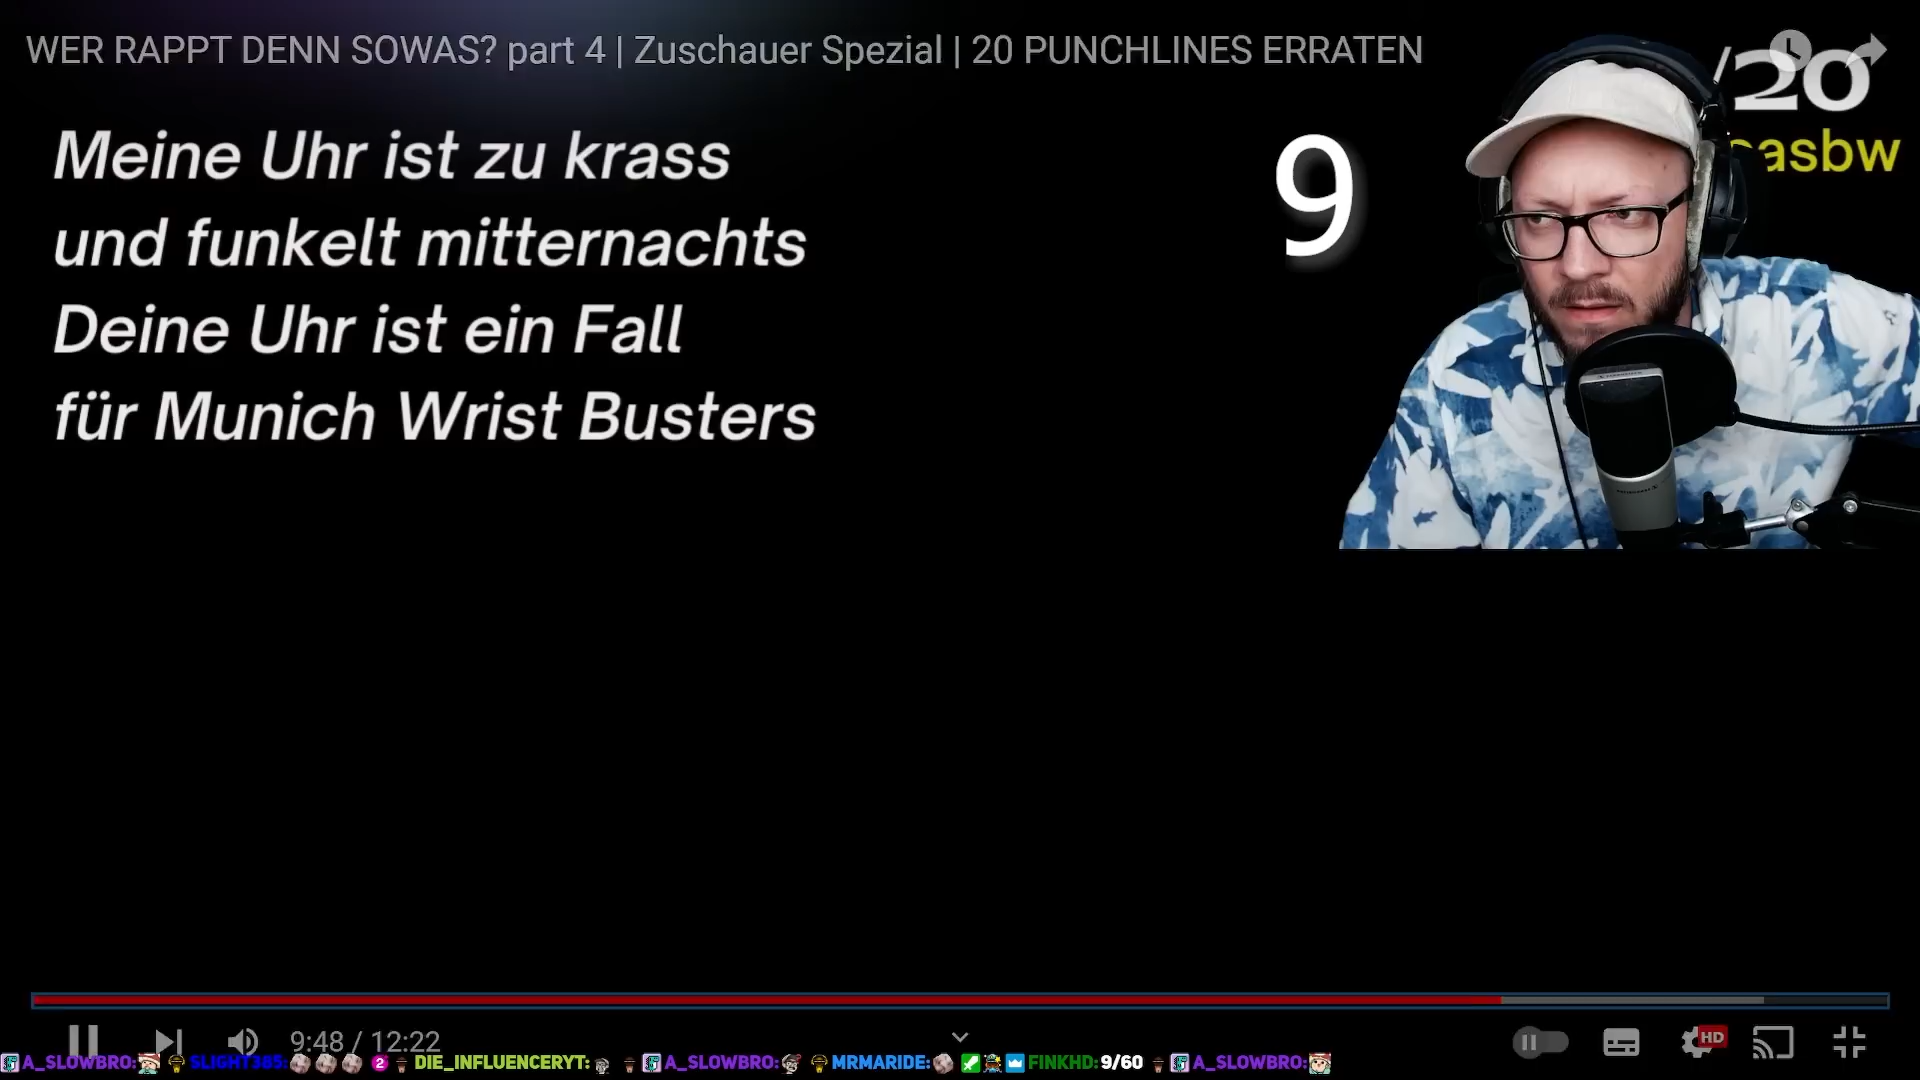 WER RAPPT DENN SOWAS? part 4 | Zuschauer Spezial | 20 PUNCHLINES ERRATEN
/20
asbw
Meine Uhr ist zu krass
und funkelt mitternachts
Deine Uhr ist ein Fall
für Munich Wrist Busters
9
9:48 / 12:22
HD
A_SLOWBRO: SLIGHT385: 2 DIE_INFLUENCERYT: A_SLOWBRO: MRMARIDE: FINKHD: 9/60 A_SLOWBRO: